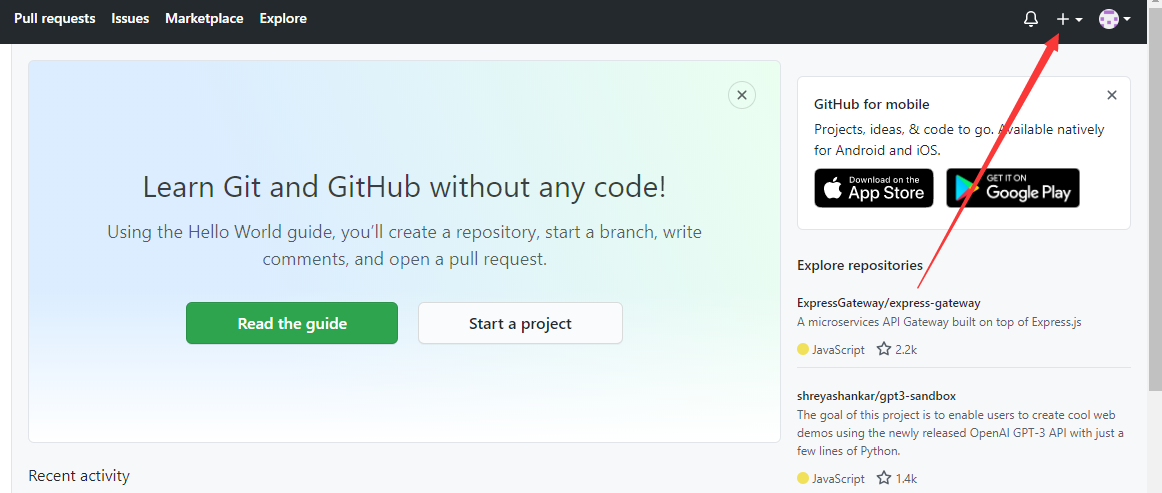 Pull requests Issues Marketplace Explore
Learn Git and GitHub without any code!
Using the Hello World guide, you’ll create a repository, start a branch, write
comments, and open a pull request.
Read the guide
Start a project
Recent activity
GitHub for mobile
Projects, ideas, & code to go. Available natively
for Android and iOS.
Download on the
App Store
GET IT ON
Google Play
Explore repositories
ExpressGateway/express-gateway
A microservices API Gateway built on top of Express.js
JavaScript 2.2k
shreyashankar/gpt3-sandbox
The goal of this project is to enable users to create cool web
demos using the newly released OpenAI GPT-3 API with just a
few lines of Python.
JavaScript 1.4k